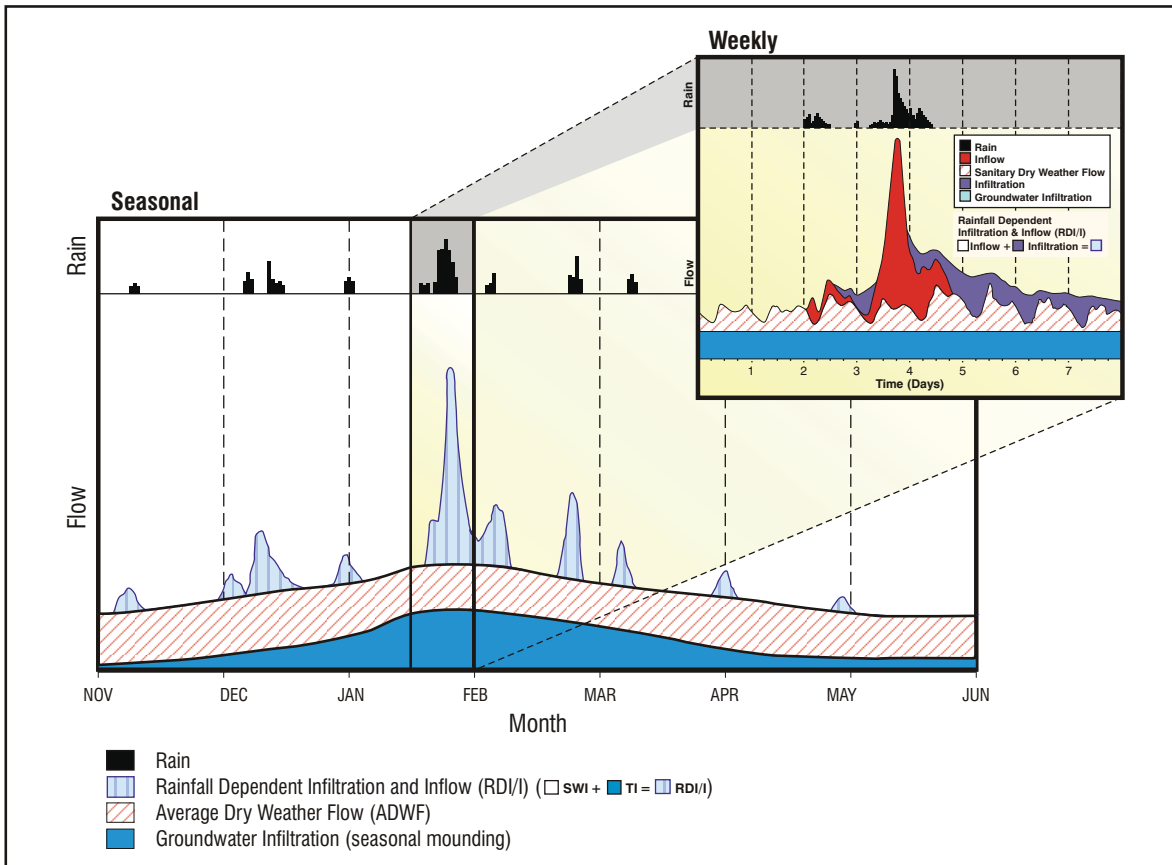 Weekly
Rain
Rain
Inflow
Sanitary Dry Weather Flow
Infiltration
Groundwater Infiltration
Rainfall Dependent
Infiltration & Inflow (RDI/I)
Inflow + Infiltration =
Flow
1 2 3 4 5 6 7
Time (Days)
Seasonal
Rain
Flow
NOV DEC JAN FEB MAR APR MAY JUN
Month
Rain
Rainfall Dependent Infiltration and Inflow (RDI/I) ( SWI + TI = RDI/I)
Average Dry Weather Flow (ADWF)
Groundwater Infiltration (seasonal mounding)